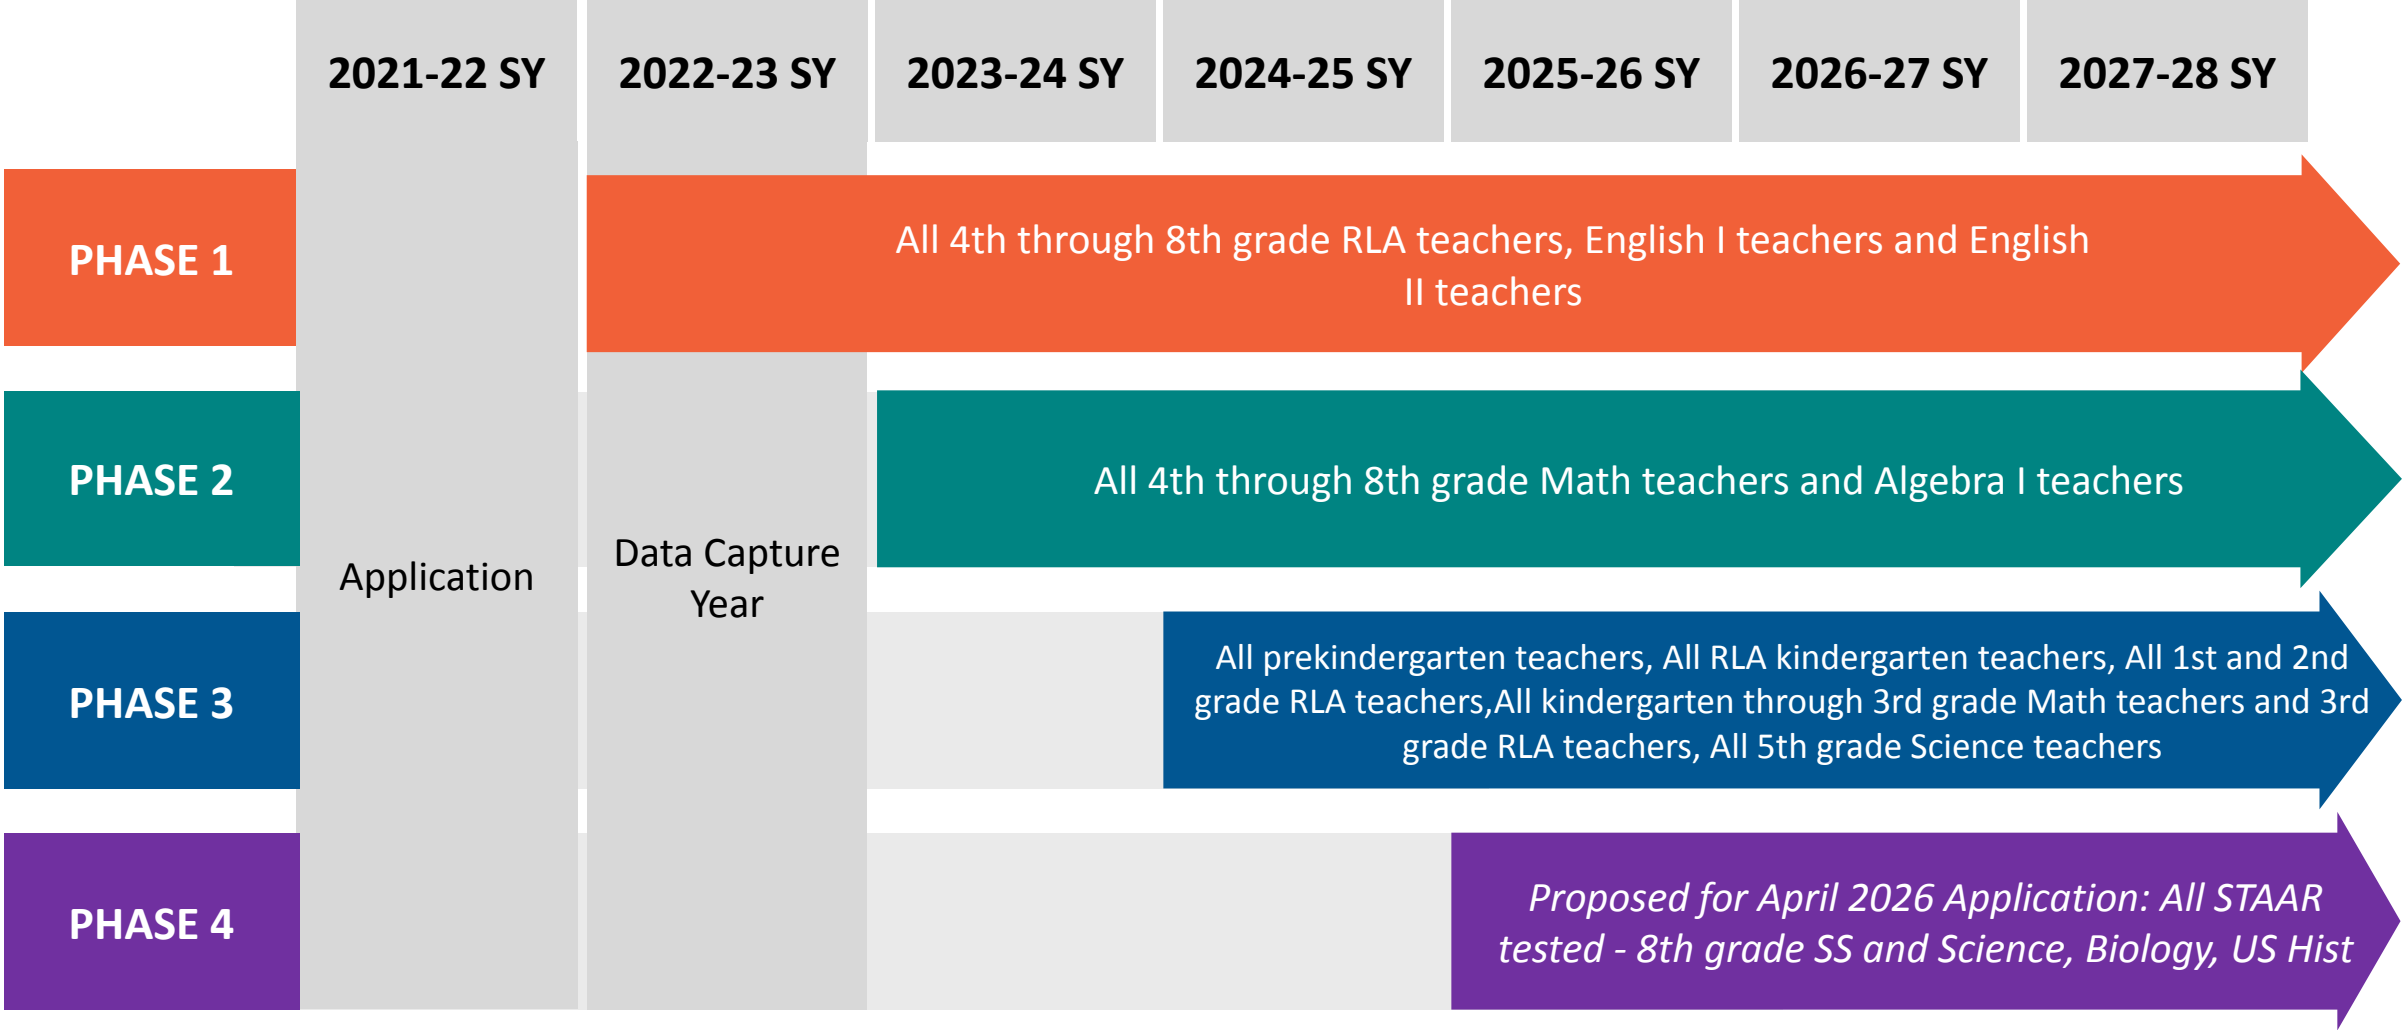 2021-22 SY
2022-23 SY
2023-24 SY
2024-25 SY
2025-26 SY
2026-27 SY
2027-28 SY
PHASE 1
All 4th through 8th grade RLA teachers, English I teachers and English
II teachers
PHASE 2
All 4th through 8th grade Math teachers and Algebra I teachers
Application
Data Capture
Year
PHASE 3
All prekindergarten teachers, All RLA kindergarten teachers, All 1st and 2nd
grade RLA teachers,All kindergarten through 3rd grade Math teachers and 3rd
grade RLA teachers, All 5th grade Science teachers
PHASE 4
Proposed for April 2026 Application: All STAAR
tested - 8th grade SS and Science, Biology, US Hist